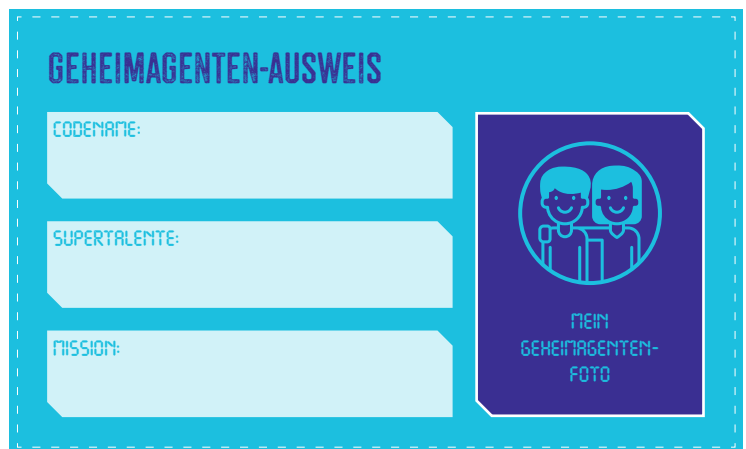 GEHEIMAGENTEN-AUSWEIS
CODENAME:
SUPERTALENTE:
MISSION:
MEIN
GEHEIMAGENTEN-
FOTO